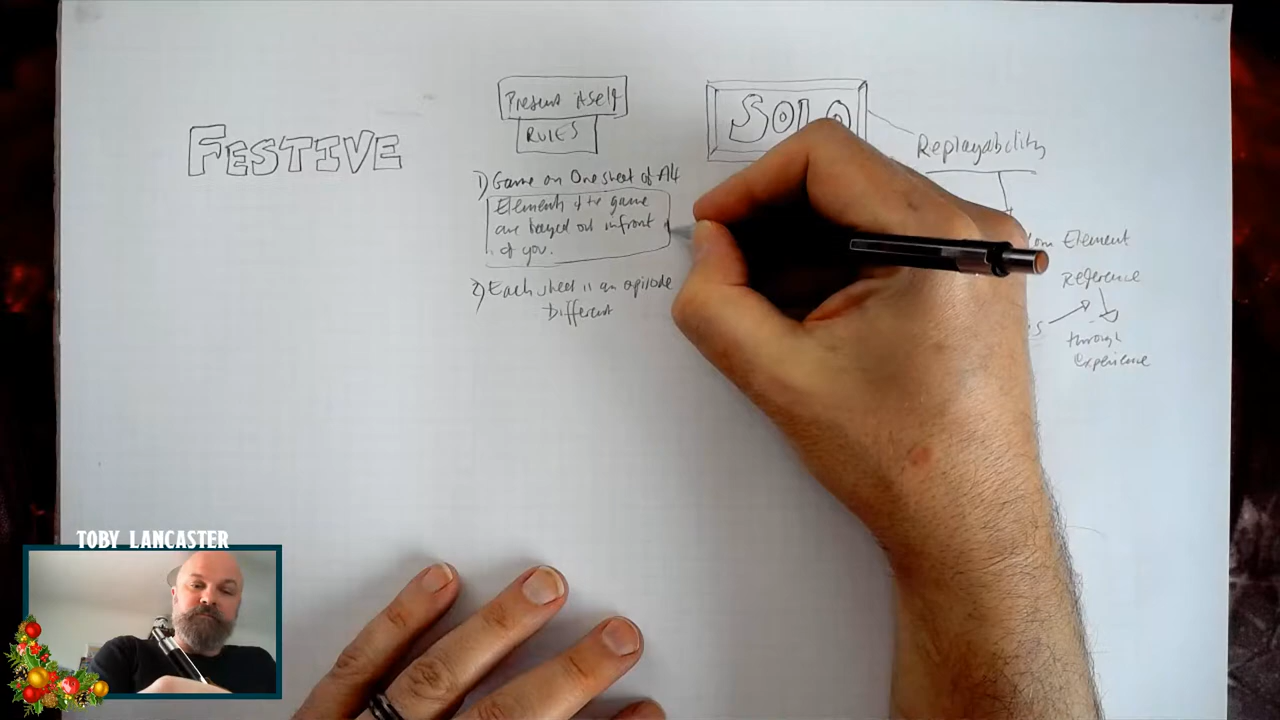 FESTIVE
Present itself
RULES
1) Game on One sheet of A4
Elements of the game
are layed out infront
of you.
2) Each sheet is an episode
Different
SOLO
Replayability
Element
Reference
through
experience
TOBY LANCASTER